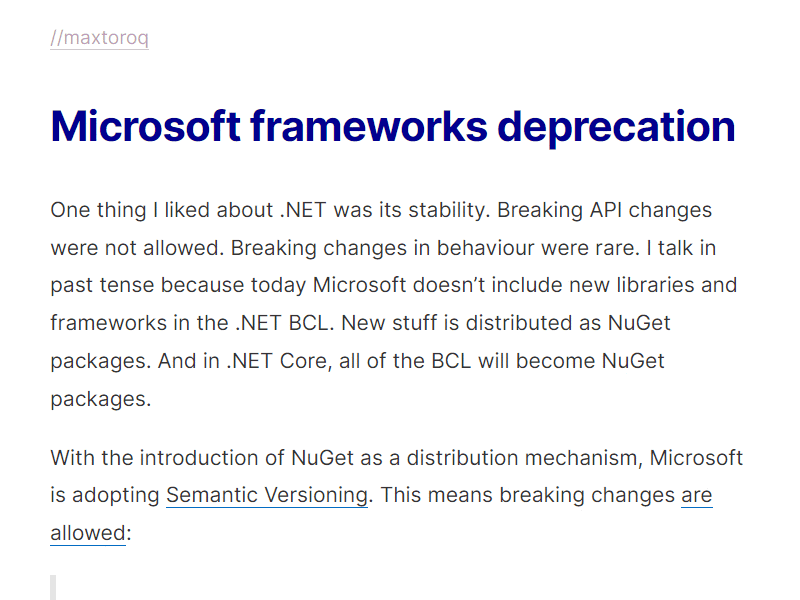 //maxtoroq
Microsoft frameworks deprecation
One thing I liked about .NET was its stability. Breaking API changes
were not allowed. Breaking changes in behaviour were rare. I talk in
past tense because today Microsoft doesn’t include new libraries and
frameworks in the .NET BCL. New stuff is distributed as NuGet
packages. And in .NET Core, all of the BCL will become NuGet
packages.
With the introduction of NuGet as a distribution mechanism, Microsoft
is adopting Semantic Versioning. This means breaking changes are
allowed: